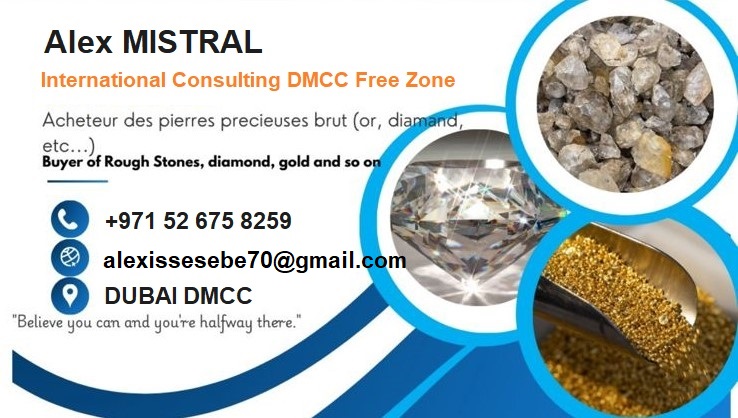 Alex MISTRAL
International Consulting DMCC Free Zone
Acheteur des pierres precieuses brut (or, diamand,
etc...)
Buyer of Rough Stones, diamond, gold and so on
+971 52 675 8259
alexissesebe70@gmail.com
DUBAI DMCC
"Believe you can and you're halfway there."